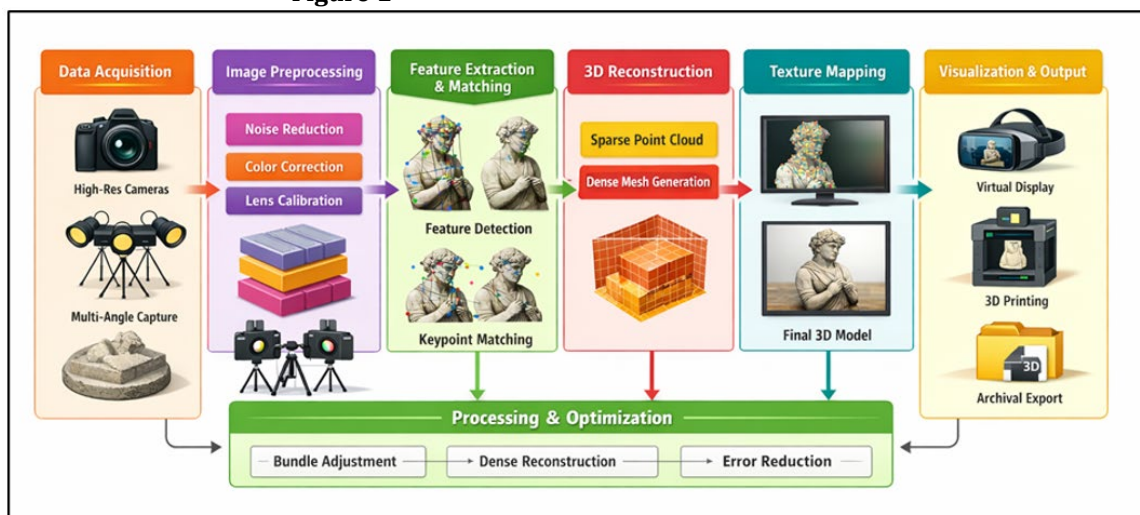 Data Acquisition
High-Res Cameras
Multi-Angle Capture
Image Preprocessing
Noise Reduction
Color Correction
Lens Calibration
Feature Extraction
& Matching
Feature Detection
Keypoint Matching
3D Reconstruction
Sparse Point Cloud
Dense Mesh Generation
Texture Mapping
Final 3D Model
Visualization & Output
Virtual Display
3D Printing
3D
Archival Export
Processing & Optimization
Bundle Adjustment
Dense Reconstruction
Error Reduction